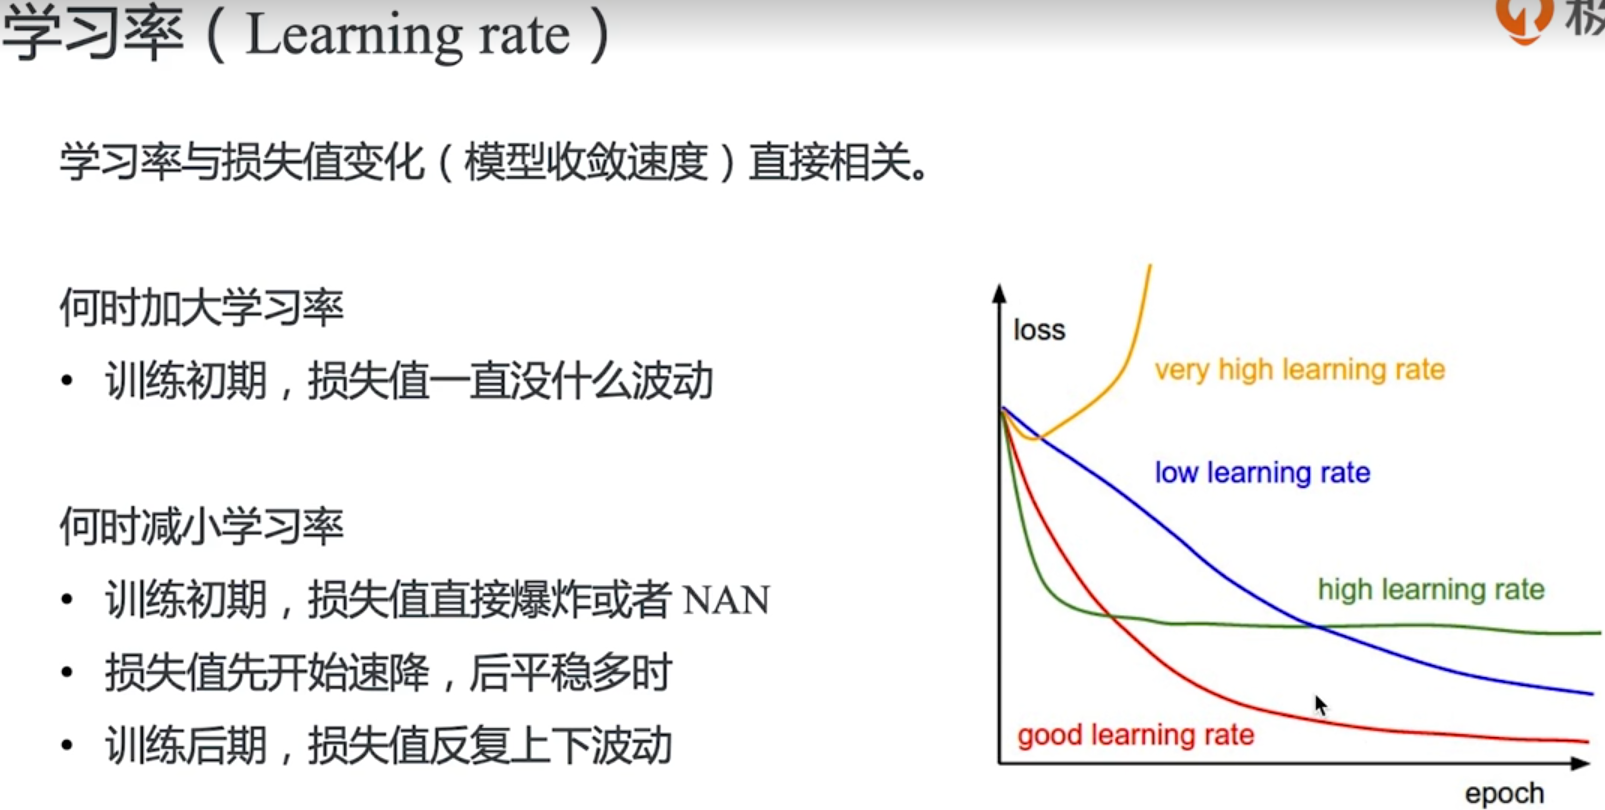 学习率（Learning rate）
极
学习率与损失值变化（模型收敛速度）直接相关。
何时加大学习率
• 训练初期，损失值一直没什么波动
何时减小学习率
• 训练初期，损失值直接爆炸或者 NAN
• 损失值先开始速降，后平稳多时
• 训练后期，损失值反复上下波动
loss
very high learning rate
low learning rate
high learning rate
good learning rate
epoch